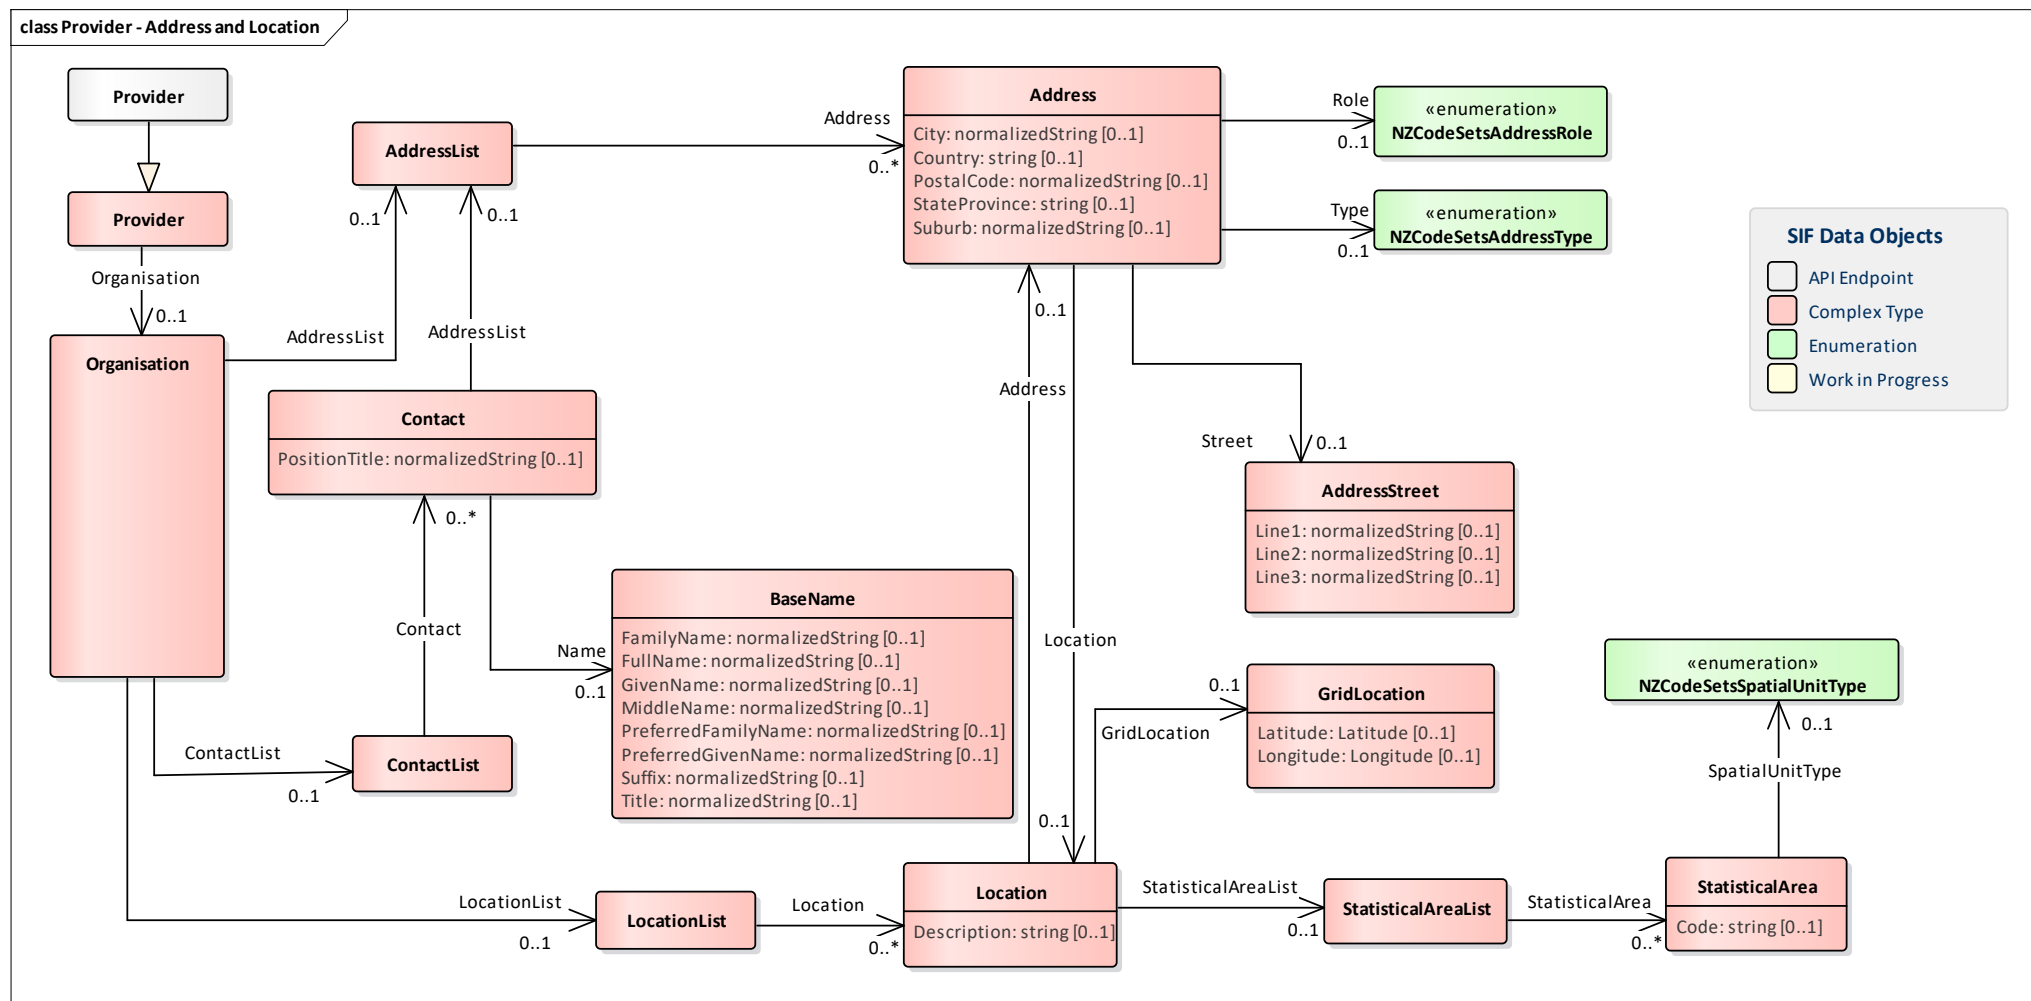 class Provider - Address and Location
Provider
Provider
Organisation
0..1
Organisation
AddressList
0..1
0..1
AddressList
AddressList
Address
0..*
Address
City: normalizedString [0..1]
Country: string [0..1]
PostalCode: normalizedString [0..1]
StateProvince: string [0..1]
Suburb: normalizedString [0..1]
Role
0..1
«enumeration»
NZCodeSetsAddressRole
Type
0..1
«enumeration»
NZCodeSetsAddressType
SIF Data Objects
API Endpoint
Complex Type
Enumeration
Work in Progress
Contact
PositionTitle: normalizedString [0..1]
0..*
Contact
ContactList
0..1
ContactList
Name
0..1
BaseName
FamilyName: normalizedString [0..1]
FullName: normalizedString [0..1]
GivenName: normalizedString [0..1]
MiddleName: normalizedString [0..1]
PreferredFamilyName: normalizedString [0..1]
PreferredGivenName: normalizedString [0..1]
Suffix: normalizedString [0..1]
Title: normalizedString [0..1]
0..1
Address
Location
0..1
Street
0..1
AddressStreet
Line1: normalizedString [0..1]
Line2: normalizedString [0..1]
Line3: normalizedString [0..1]
0..1
GridLocation
GridLocation
Latitude: Latitude [0..1]
Longitude: Longitude [0..1]
«enumeration»
NZCodeSetsSpatialUnitType
0..1
SpatialUnitType
LocationList
0..1
LocationList
Location
0..*
Location
Description: string [0..1]
StatisticalAreaList
0..1
StatisticalAreaList
StatisticalArea
0..*
StatisticalArea
Code: string [0..1]